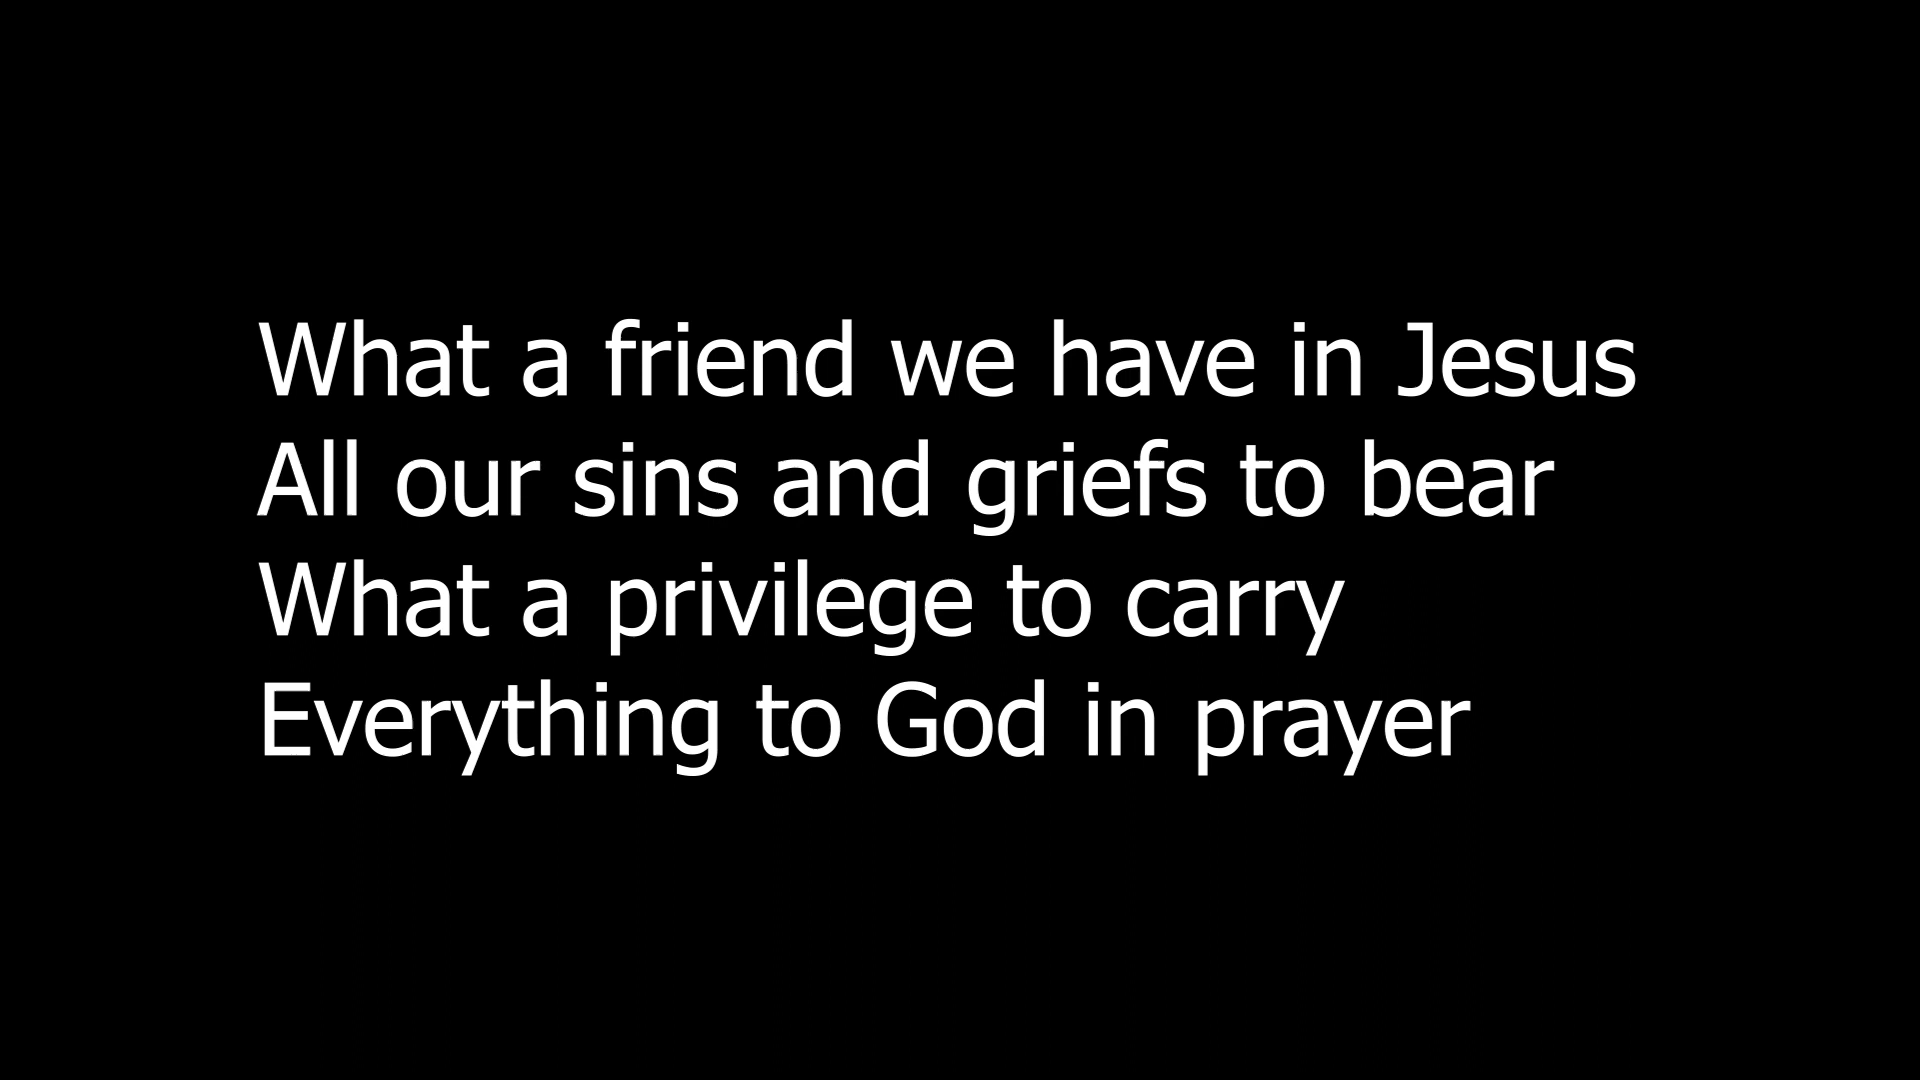 What a friend we have in Jesus
All our sins and griefs to bear
What a privilege to carry
Everything to God in prayer